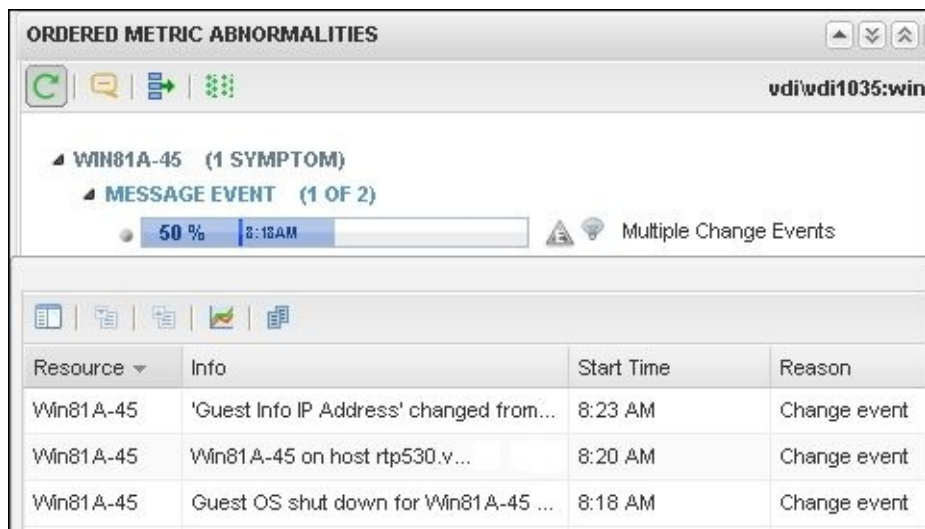 ORDERED METRIC ABNORMALITIES
vdi\vdi1035:win
WIN81A-45 (1 SYMPTOM)
MESSAGE EVENT (1 OF 2)
50 % 8:18AM Multiple Change Events
Resource Info Start Time Reason
Win81A-45 'Guest Info IP Address' changed from... 8:23 AM Change event
Win81A-45 Win81A-45 on host rtp530.v... 8:20 AM Change event
Win81A-45 Guest OS shut down for Win81A-45 ... 8:18 AM Change event